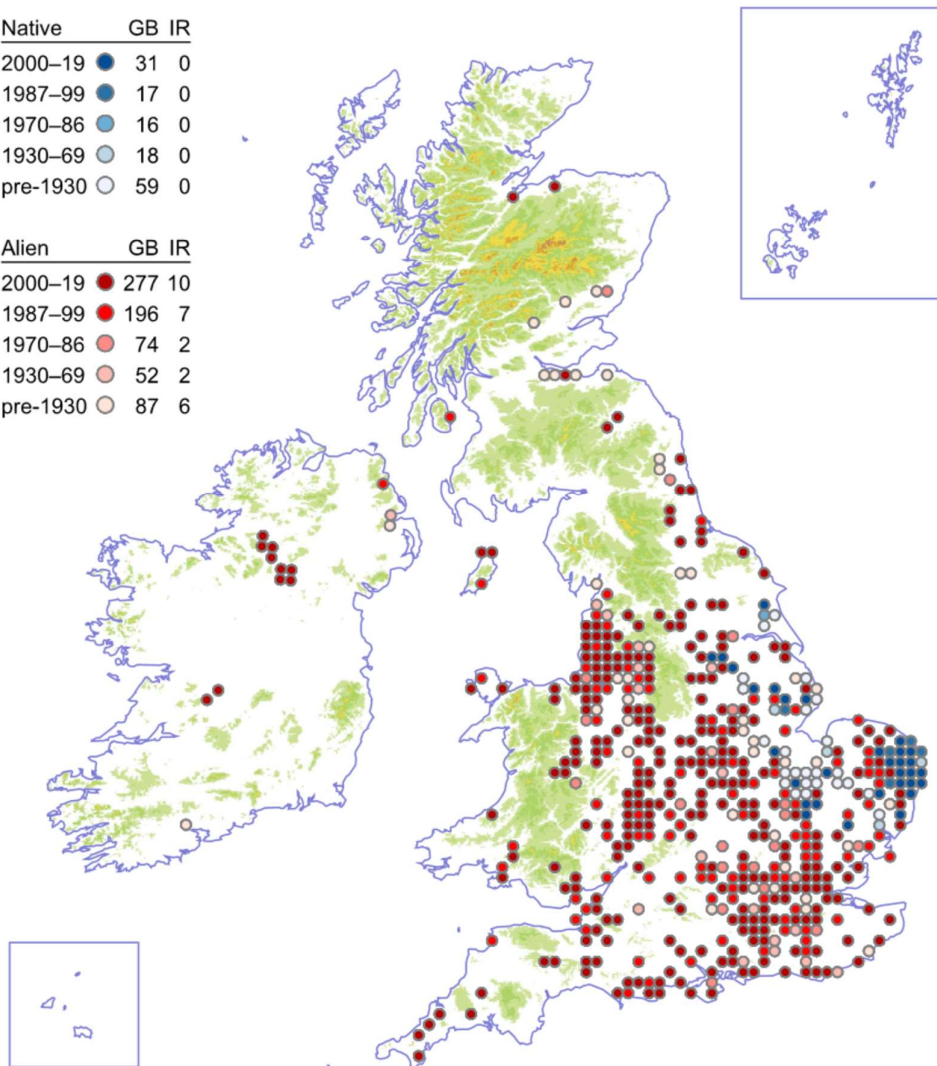 Native GB IR
2000–19 31 0
1987–99 17 0
1970–86 16 0
1930–69 18 0
pre-1930 59 0
Alien GB IR
2000–19 277 10
1987–99 196 7
1970–86 74 2
1930–69 52 2
pre-1930 87 6